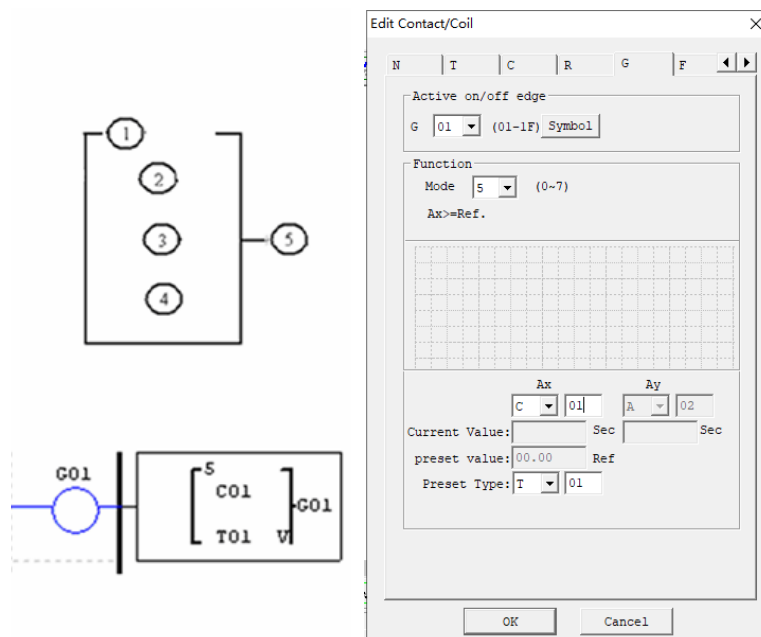 1
2
3
4
5
G01
5
C01
G01
T01 V
Edit Contact/Coil
N T C R G F
Active on/off edge
G 01 (01-1F) Symbol
Function
Mode 5 (0~7)
Ax>=Ref.
Ax Ay
C 01 A 02
Current Value: Sec Sec
preset value: 00.00 Ref
Preset Type: T 01
OK Cancel